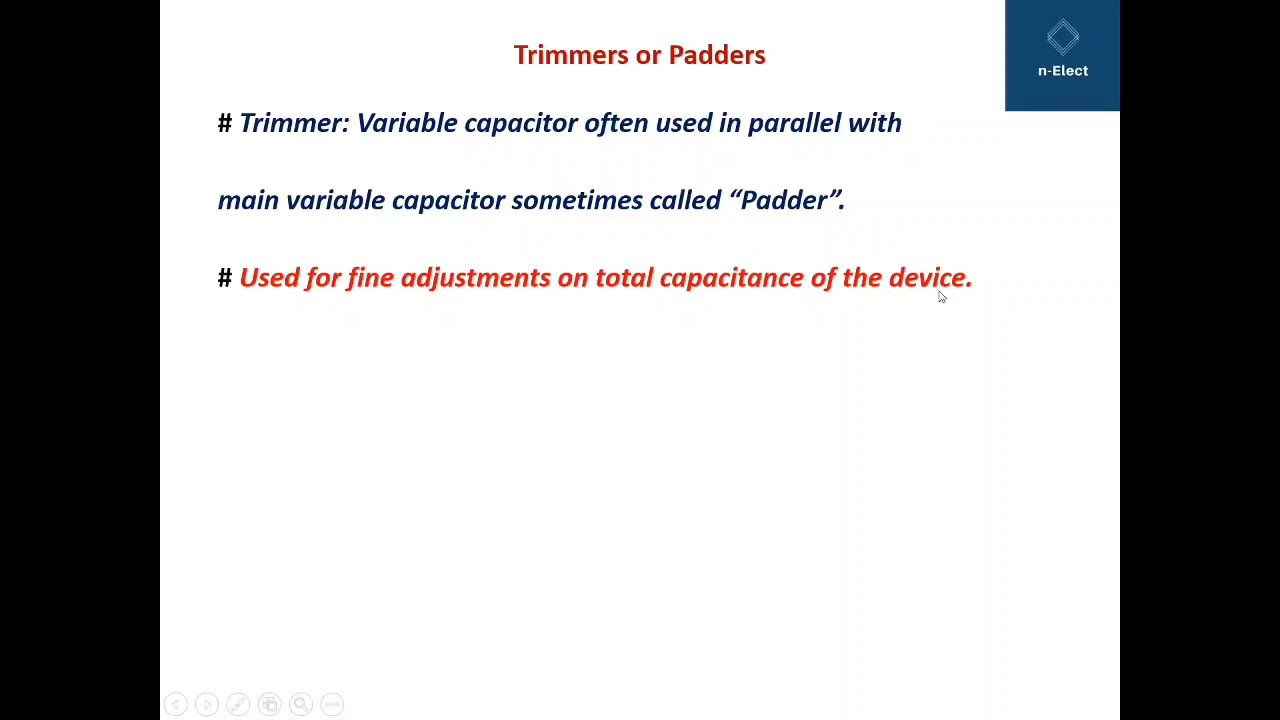 Trimmers or Padders
n-Elect
# Trimmer: Variable capacitor often used in parallel with
main variable capacitor sometimes called “Padder”.
# Used for fine adjustments on total capacitance of the device.